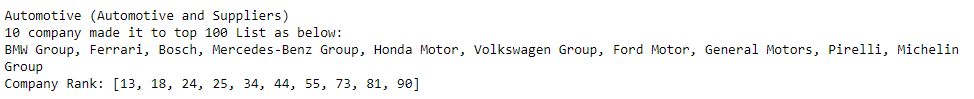 Automotive (Automotive and Suppliers)
10 company made it to top 100 List as below:
BMW Group, Ferrari, Bosch, Mercedes-Benz Group, Honda Motor, Volkswagen Group, Ford Motor, General Motors, Pirelli, Michelin
Group
Company Rank: [13, 18, 24, 25, 34, 44, 55, 73, 81, 90]